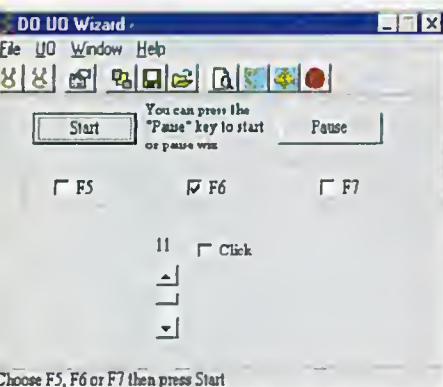 DO UO Wizard -
File UO Window Help
Start
You can press the
"Pause" key to start
or pause wiz
Pause
F5
F6
F7
11
Click
Choose F5, F6 or F7 then press Start